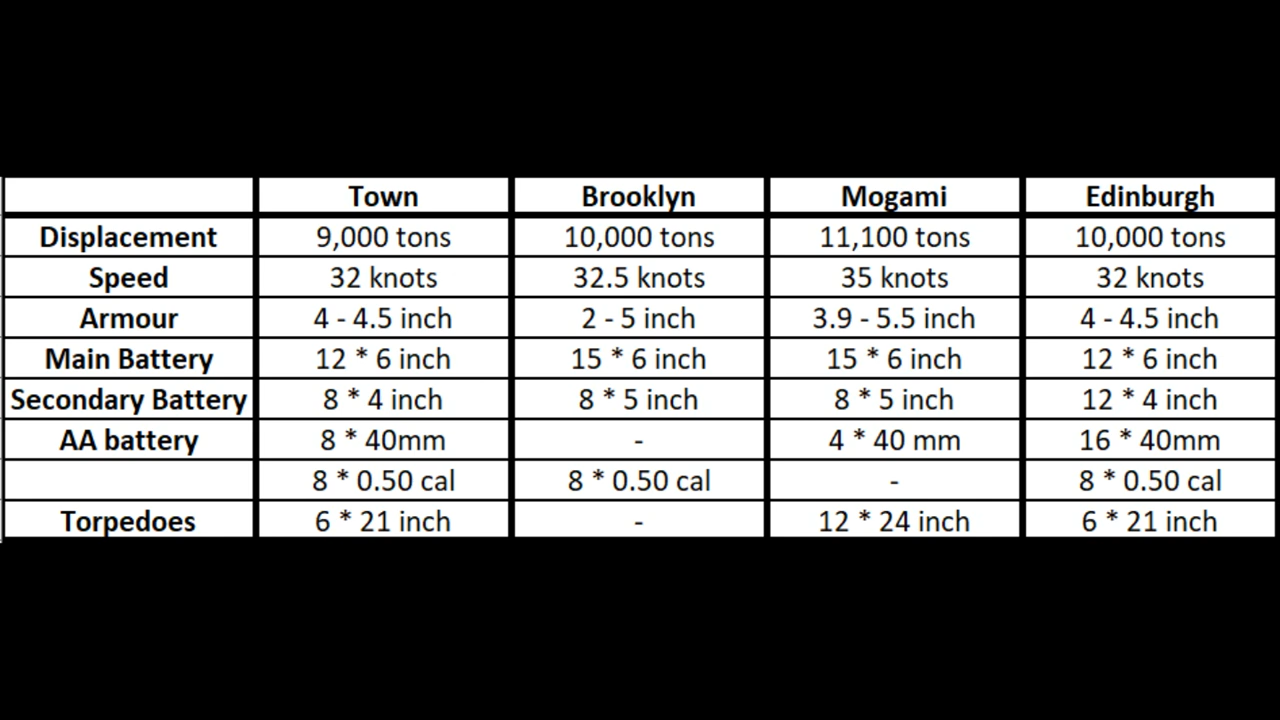 Town Brooklyn Mogami Edinburgh
Displacement 9,000 tons 10,000 tons 11,100 tons 10,000 tons
Speed 32 knots 32.5 knots 35 knots 32 knots
Armour 4 - 4.5 inch 2 - 5 inch 3.9 - 5.5 inch 4 - 4.5 inch
Main Battery 12 * 6 inch 15 * 6 inch 15 * 6 inch 12 * 6 inch
Secondary Battery 8 * 4 inch 8 * 5 inch 8 * 5 inch 12 * 4 inch
AA battery 8 * 40mm - 4 * 40 mm 16 * 40mm
8 * 0.50 cal 8 * 0.50 cal - 8 * 0.50 cal
Torpedoes 6 * 21 inch - 12 * 24 inch 6 * 21 inch